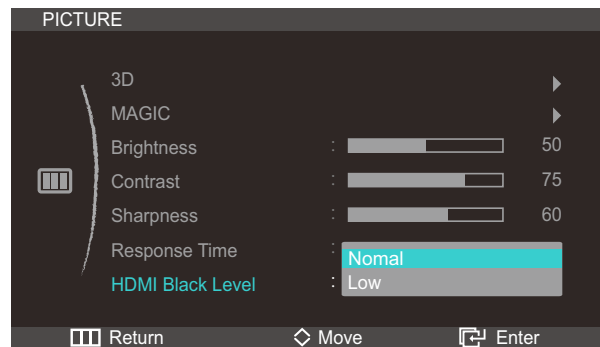 PICTURE
3D
MAGIC
Brightness : 50
Contrast : 75
Sharpness : 60
Response Time :
Nomal
HDMI Black Level : Low
Return Move Enter